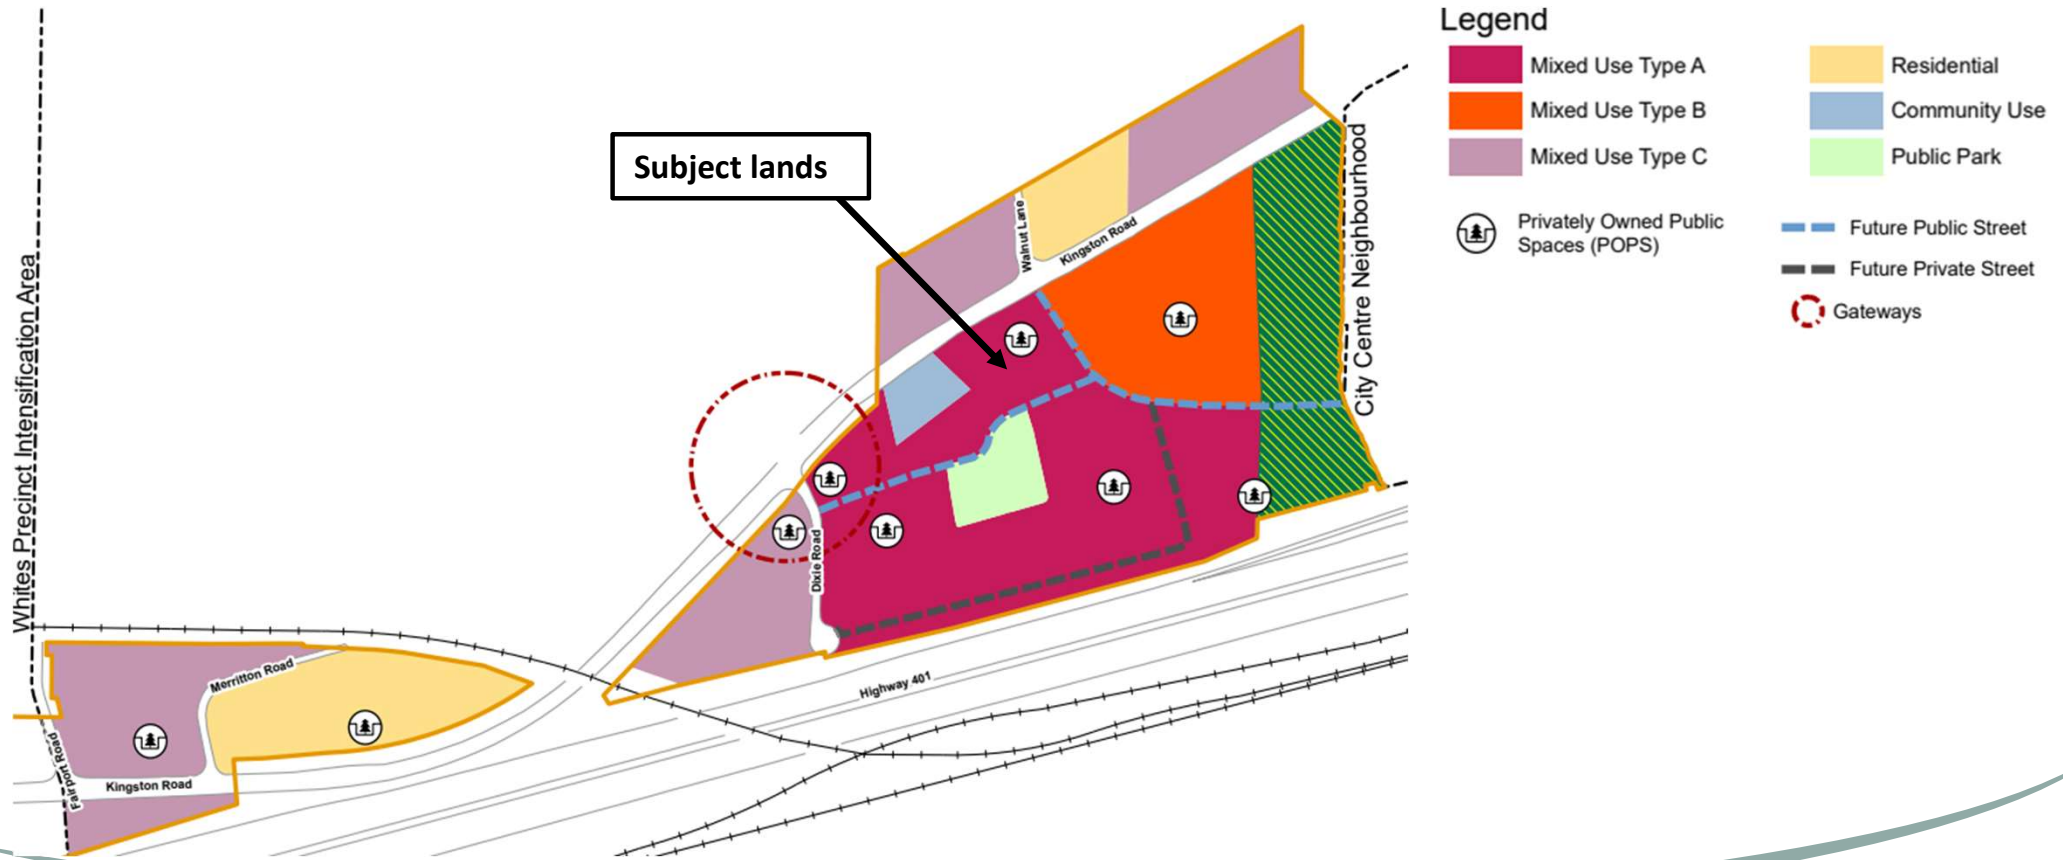 Legend
Mixed Use Type A
Mixed Use Type B
Mixed Use Type C
Privately Owned Public
Spaces (POPS)
Residential
Community Use
Public Park
Future Public Street
Future Private Street
Gateways
Subject lands
Whites Precinct Intensification Area
City Centre Neighbourhood
Walnut Lane
Kingston Road
Dixie Road
Highway 401
Merritton Road
Fairport Road
Kingston Road